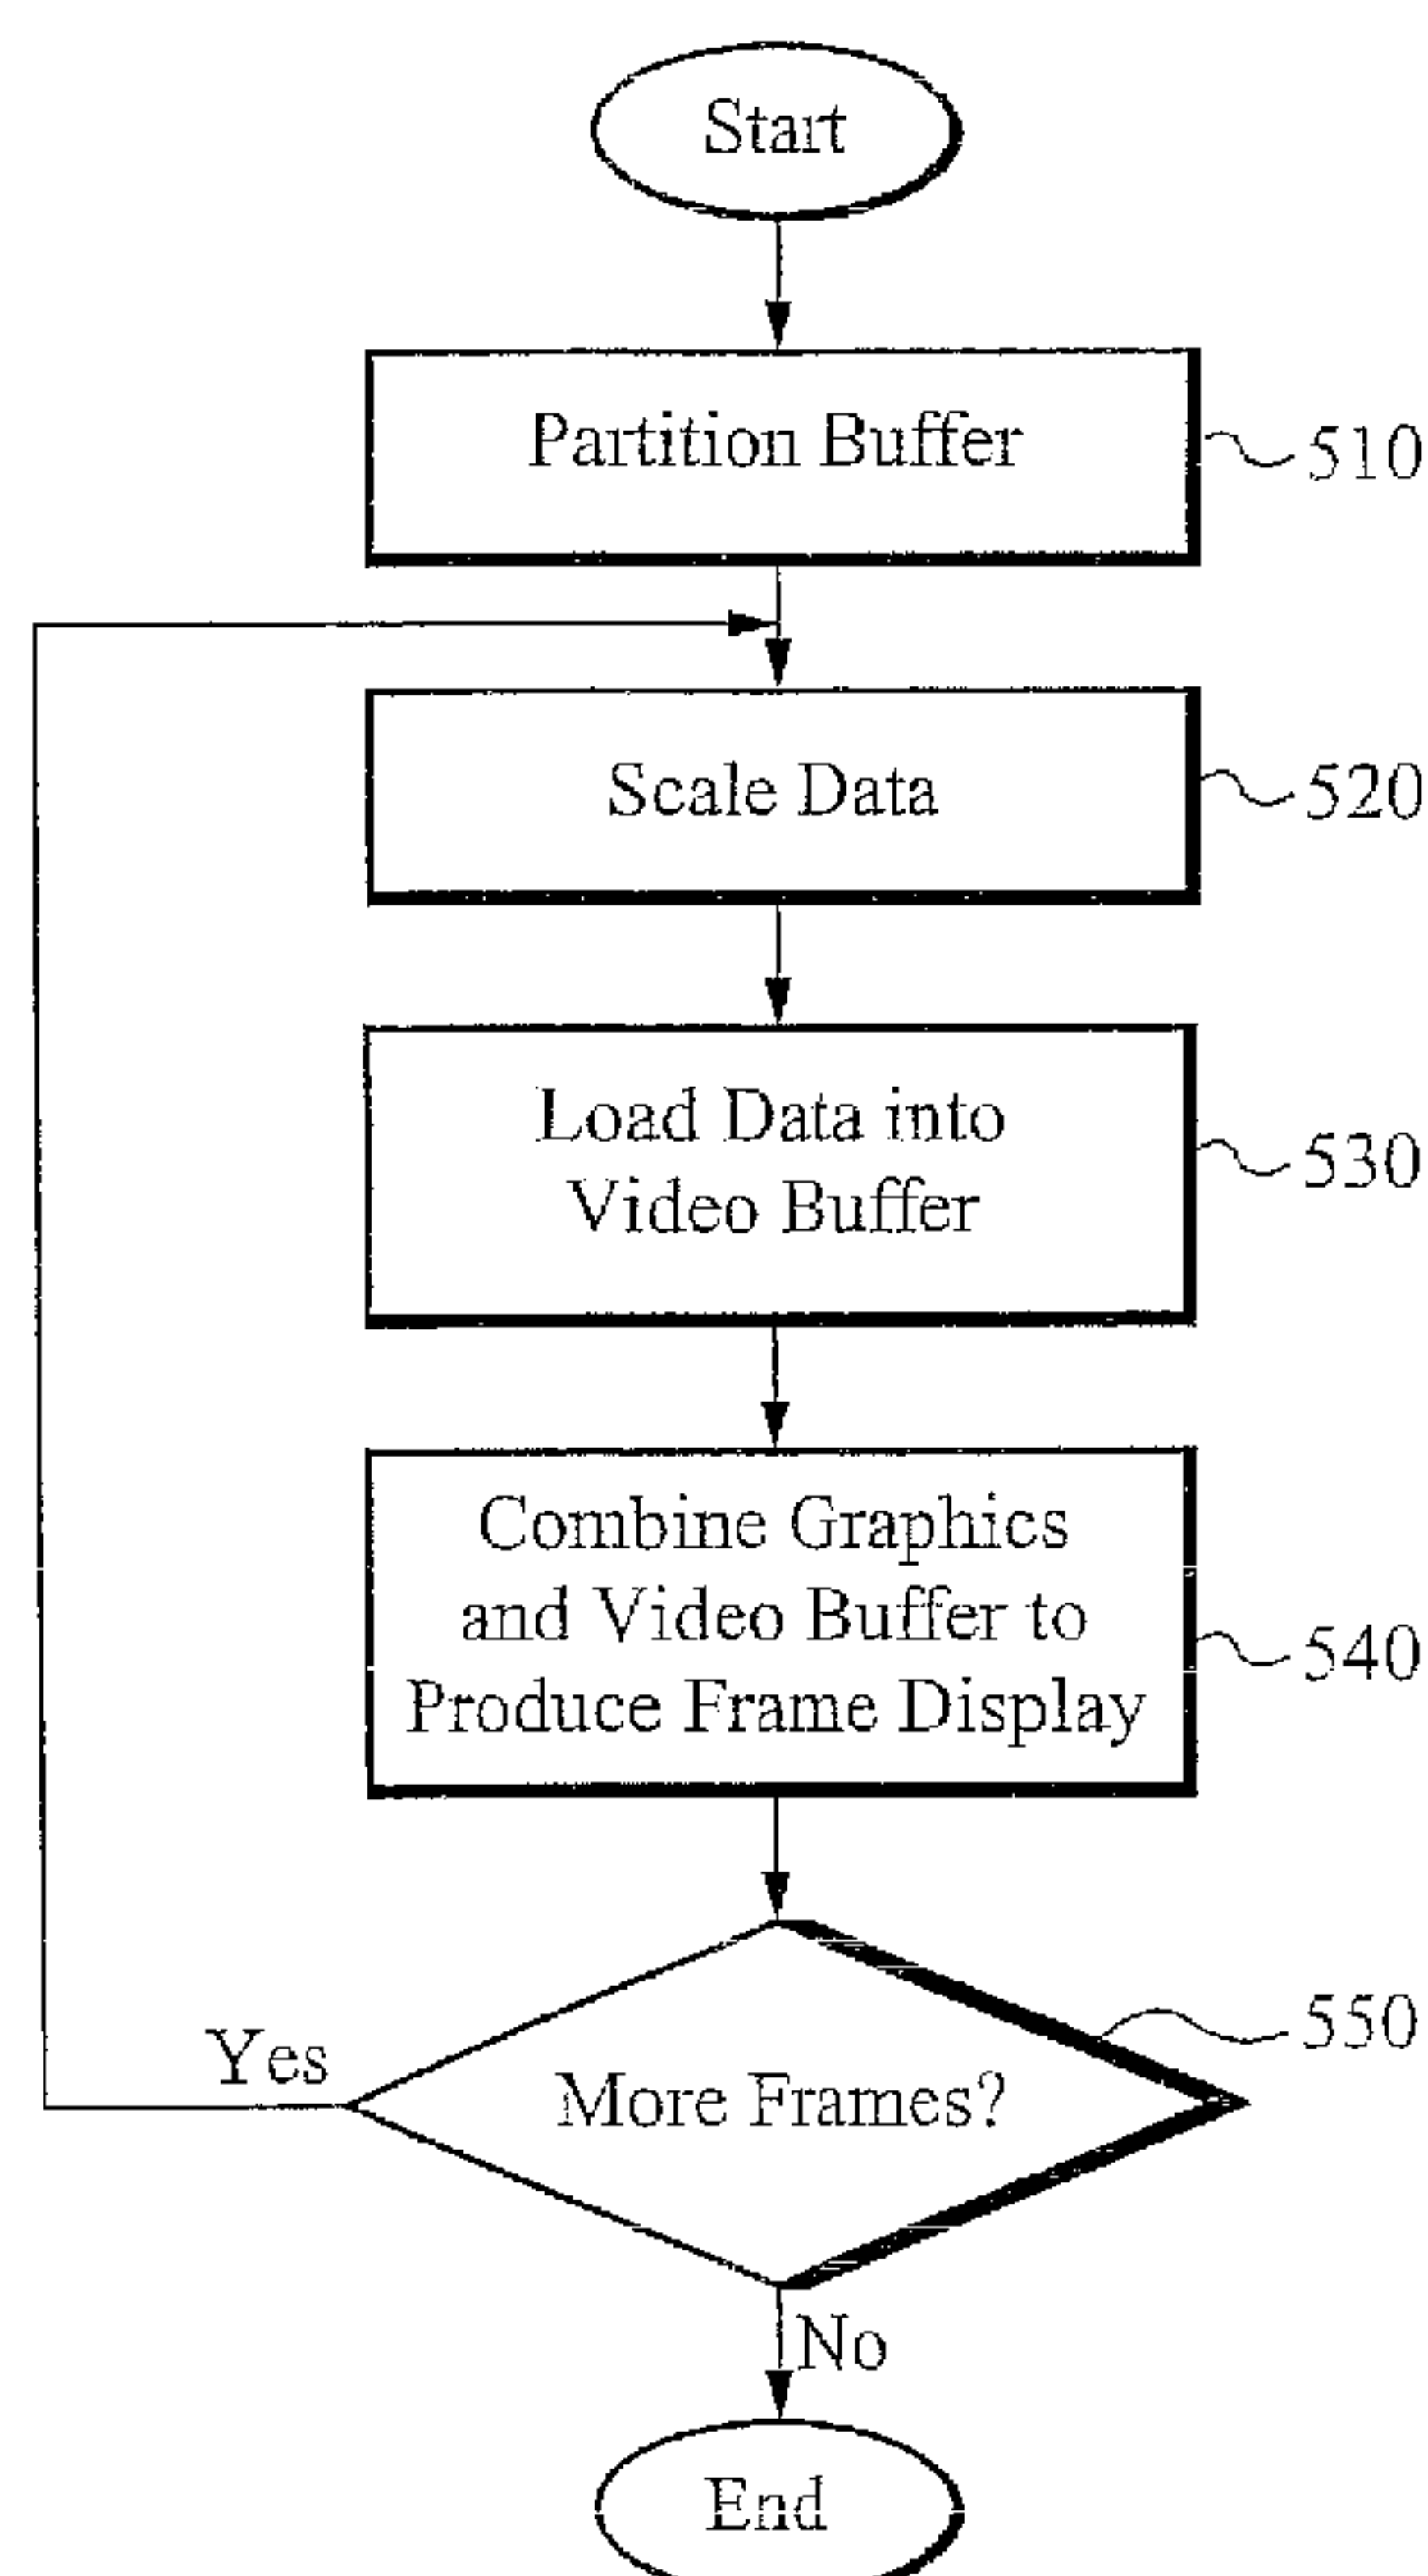 Start
Partition Buffer
510
Scale Data
520
Load Data into
Video Buffer
530
Combine Graphics
and Video Buffer to
Produce Frame Display
540
550
Yes
More Frames?
No
End